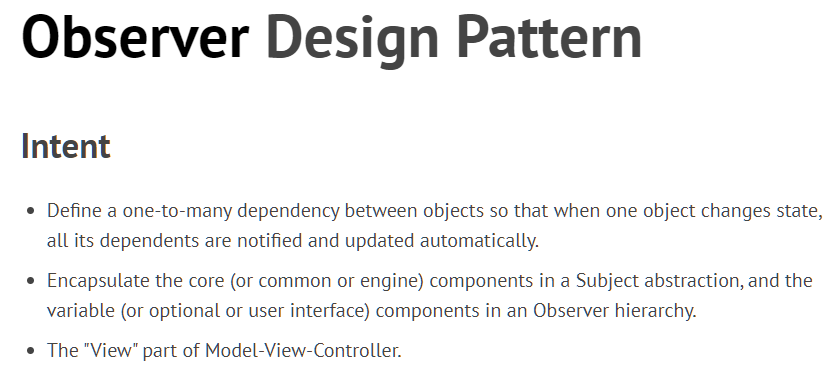 Observer Design Pattern
Intent
• Define a one-to-many dependency between objects so that when one object changes state,
all its dependents are notified and updated automatically.
• Encapsulate the core (or common or engine) components in a Subject abstraction, and the
variable (or optional or user interface) components in an Observer hierarchy.
• The "View" part of Model-View-Controller.